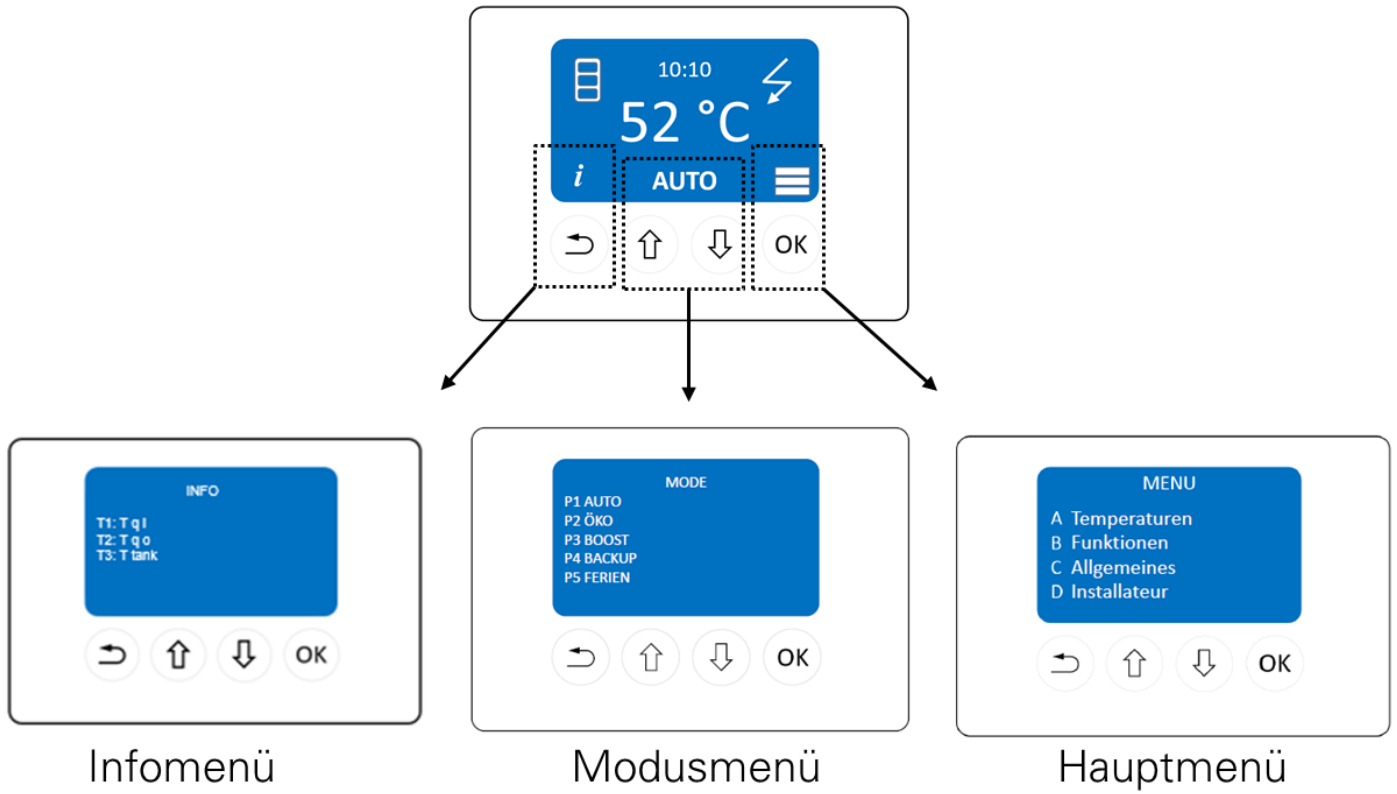 10:10
52 °C
i
AUTO
OK
INFO
T1: T q I
T2: T q o
T3: T tank
OK
Infomenü
MODE
P1 AUTO
P2 ÖKO
P3 BOOST
P4 BACKUP
P5 FERIEN
OK
Modusmenü
MENU
A Temperaturen
B Funktionen
C Allgemeines
D Installateur
OK
Hauptmenü